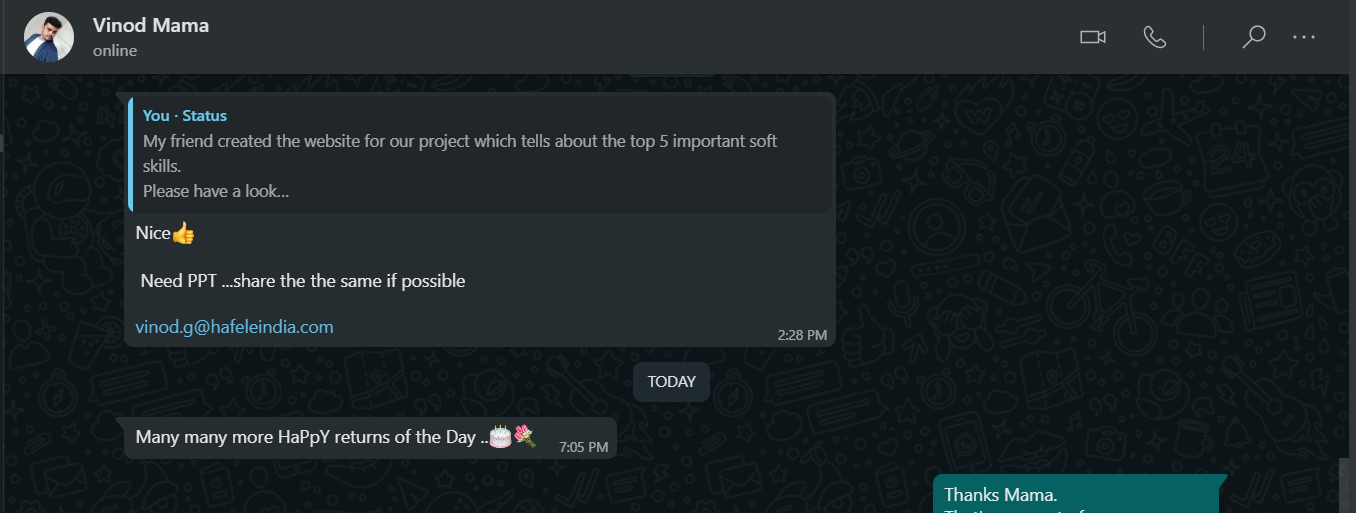 Vinod Mama
online
You · Status
My friend created the website for our project which tells about the top 5 important soft
skills.
Please have a look...
Nice👍
Need PPT ...share the the same if possible
vinod.g@hafeleindia.com
2:28 PM
TODAY
Many many more HaPpY returns of the Day ..🎂💐
7:05 PM
Thanks Mama.